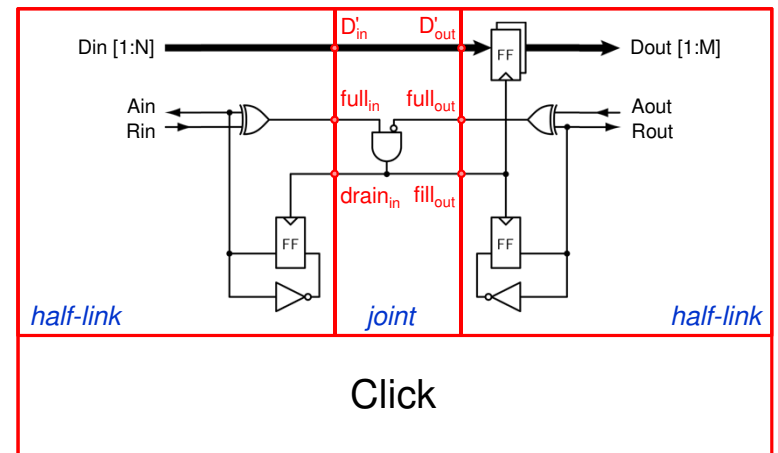 Din [1:N]
D'in
D'out
FF
Dout [1:M]
Ain
Rin
fullin
fullout
Aout
Rout
drainin
fillout
FF
FF
half-link
joint
half-link
Click